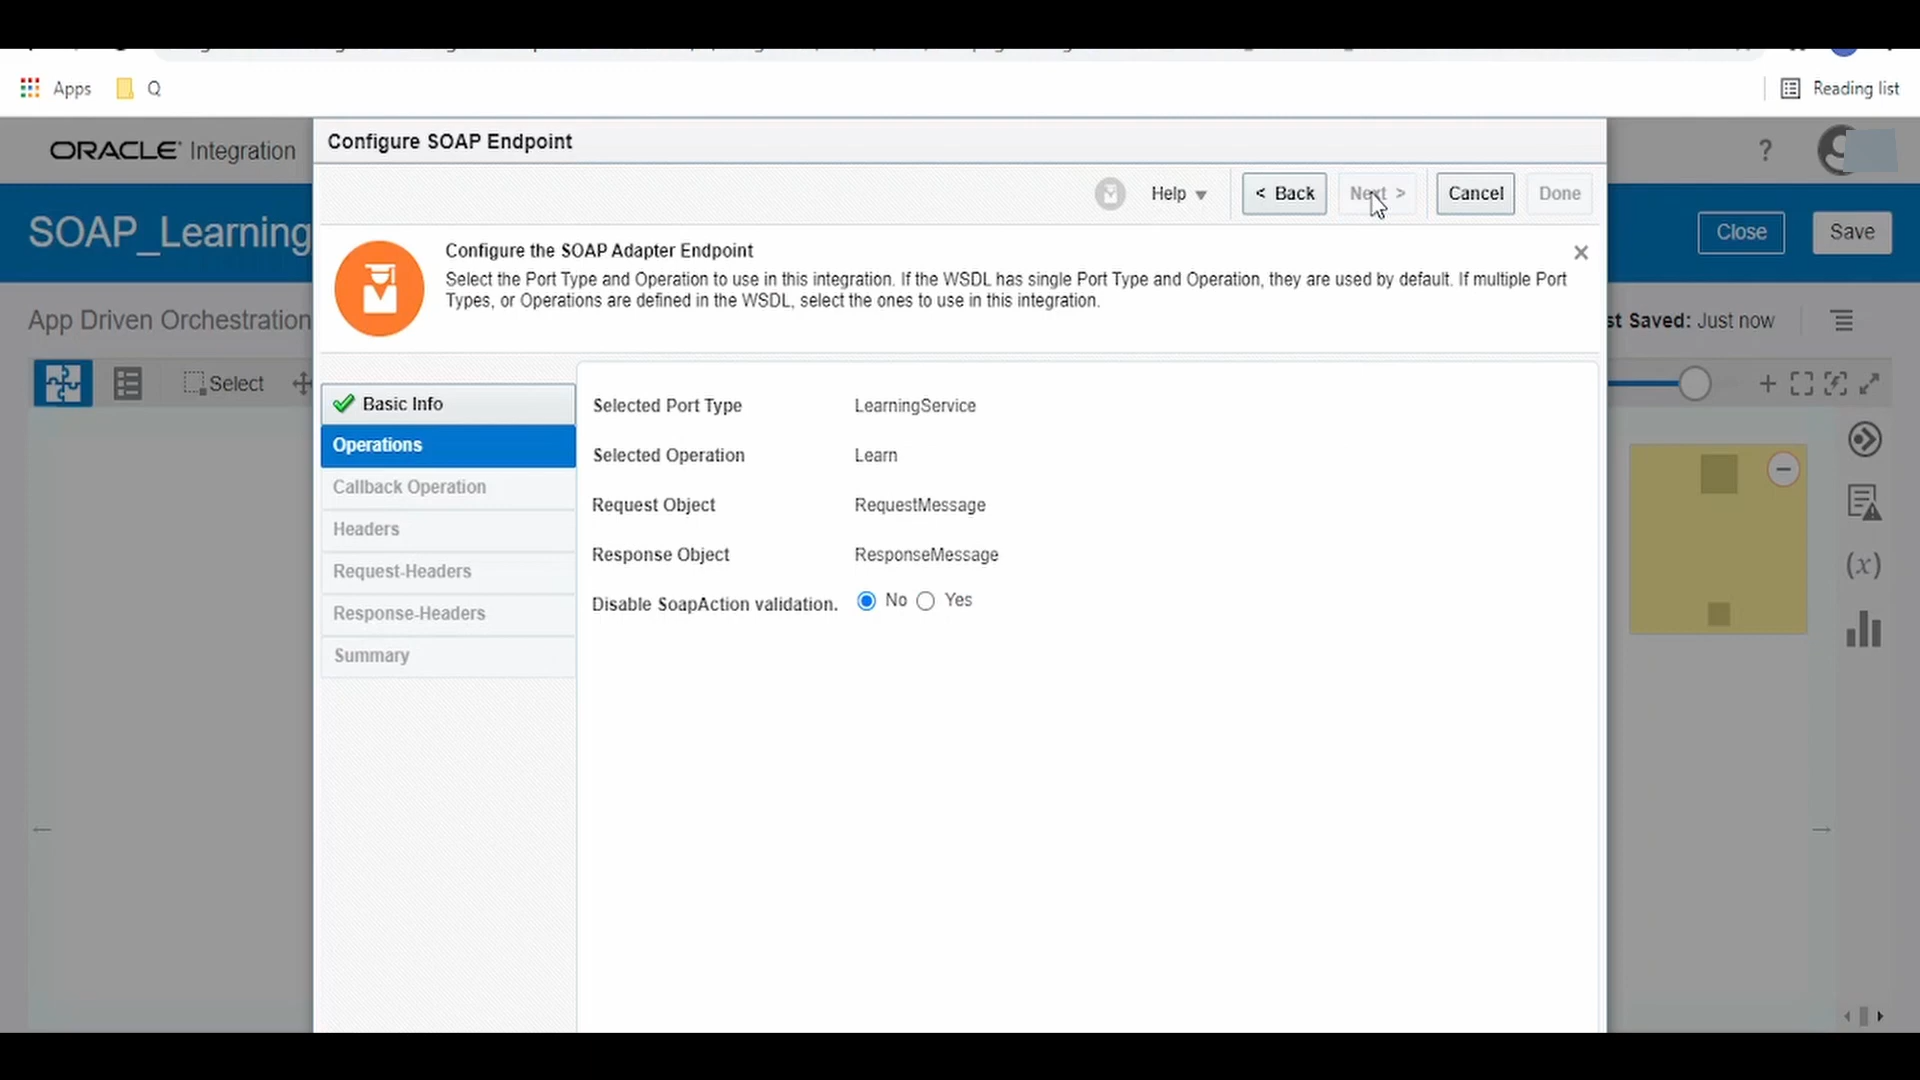 Apps
Q
Reading list
ORACLE Integration
?
Configure SOAP Endpoint
Help
< Back
Next >
Cancel
Done
SOAP_Learning
Close
Save
Configure the SOAP Adapter Endpoint
Select the Port Type and Operation to use in this integration. If the WSDL has single Port Type and Operation, they are used by default. If multiple Port
Types, or Operations are defined in the WSDL, select the ones to use in this integration.
App Driven Orchestration
st Saved: Just now
Select
Basic Info
Operations
Callback Operation
Headers
Request-Headers
Response-Headers
Summary
Selected Port Type LearningService
Selected Operation Learn
Request Object RequestMessage
Response Object ResponseMessage
Disable SoapAction validation. No Yes
(x)